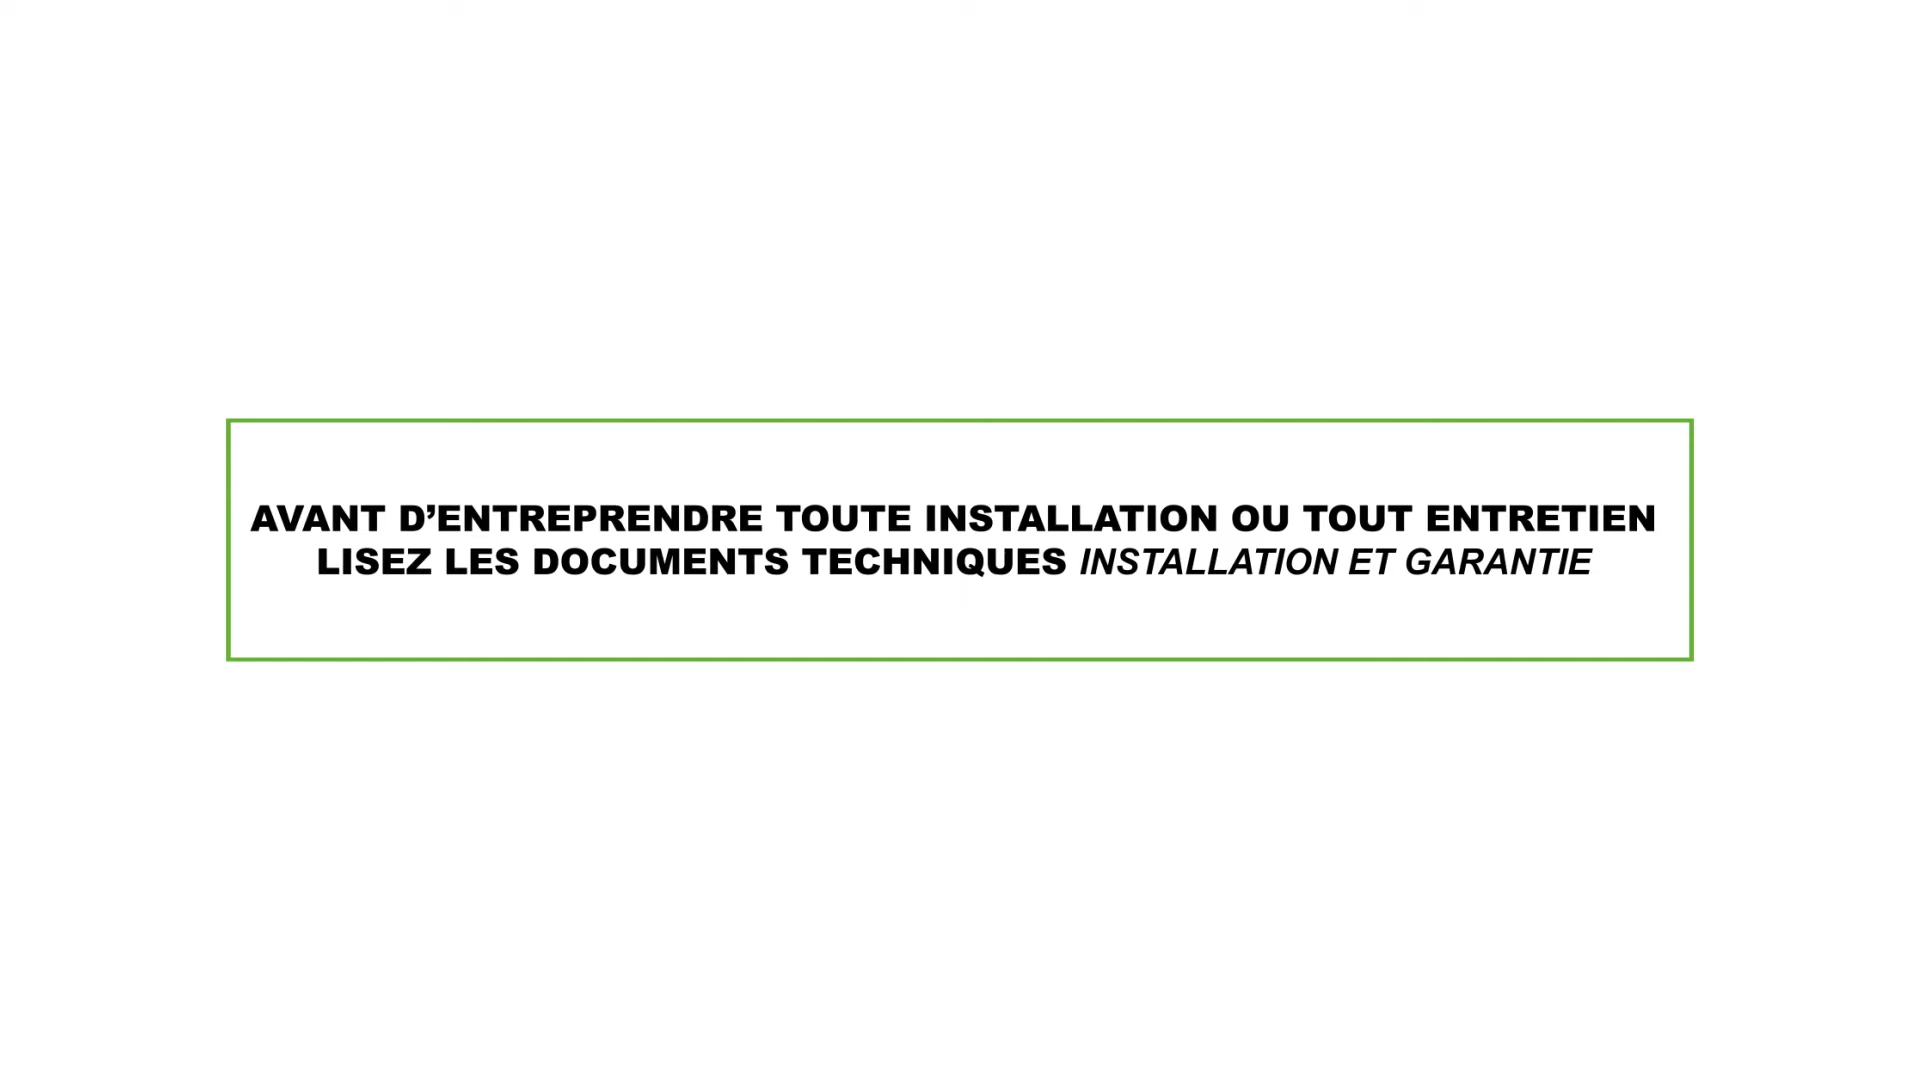 AVANT D’ENTREPRENDRE TOUTE INSTALLATION OU TOUT ENTRETIEN
LISEZ LES DOCUMENTS TECHNIQUES INSTALLATION ET GARANTIE